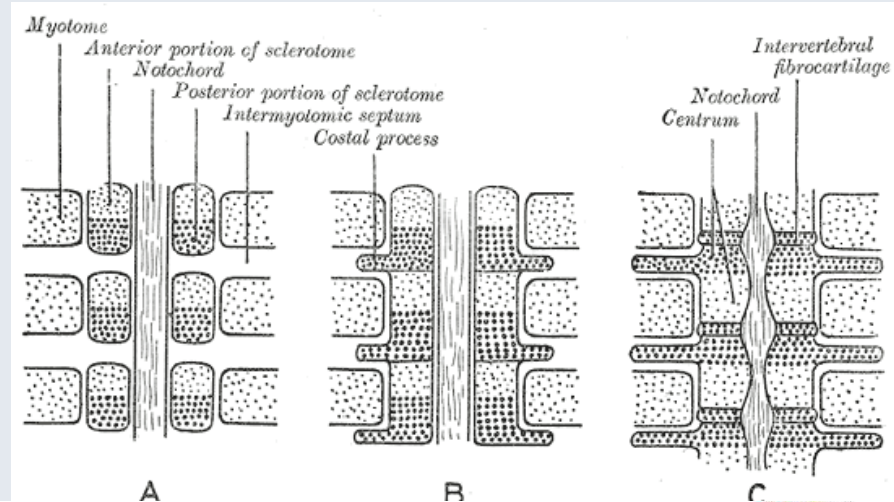 Myotome
Anterior portion of sclerotome
Notochord
Posterior portion of sclerotome
Intermyotomic septum
Costal process
Intervertebral
fibrocartilage
Notochord
Centrum
A
B
C